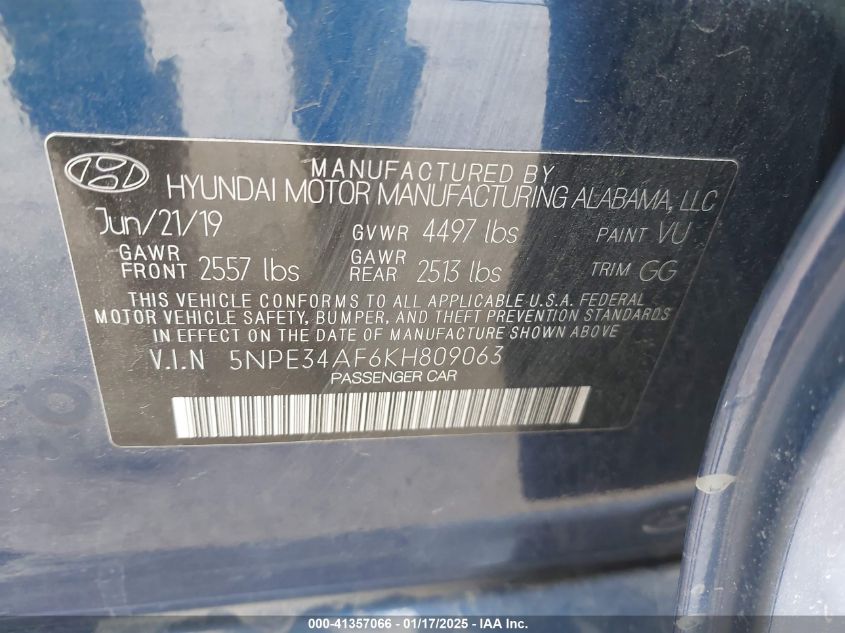 MANUFACTURED BY
HYUNDAI MOTOR MANUFACTURING ALABAMA, LLC
Jun/21/19 GVWR 4497 lbs PAINT VU
GAWR FRONT 2557 lbs GAWR REAR 2513 lbs TRIM GG
THIS VEHICLE CONFORMS TO ALL APPLICABLE U.S.A. FEDERAL
MOTOR VEHICLE SAFETY, BUMPER, AND THEFT PREVENTION STANDARDS
IN EFFECT ON THE DATE OF MANUFACTURE SHOWN ABOVE
V.I.N 5NPE34AF6KH809063
PASSENGER CAR
000-41357066 - 01/17/2025 - IAA Inc.